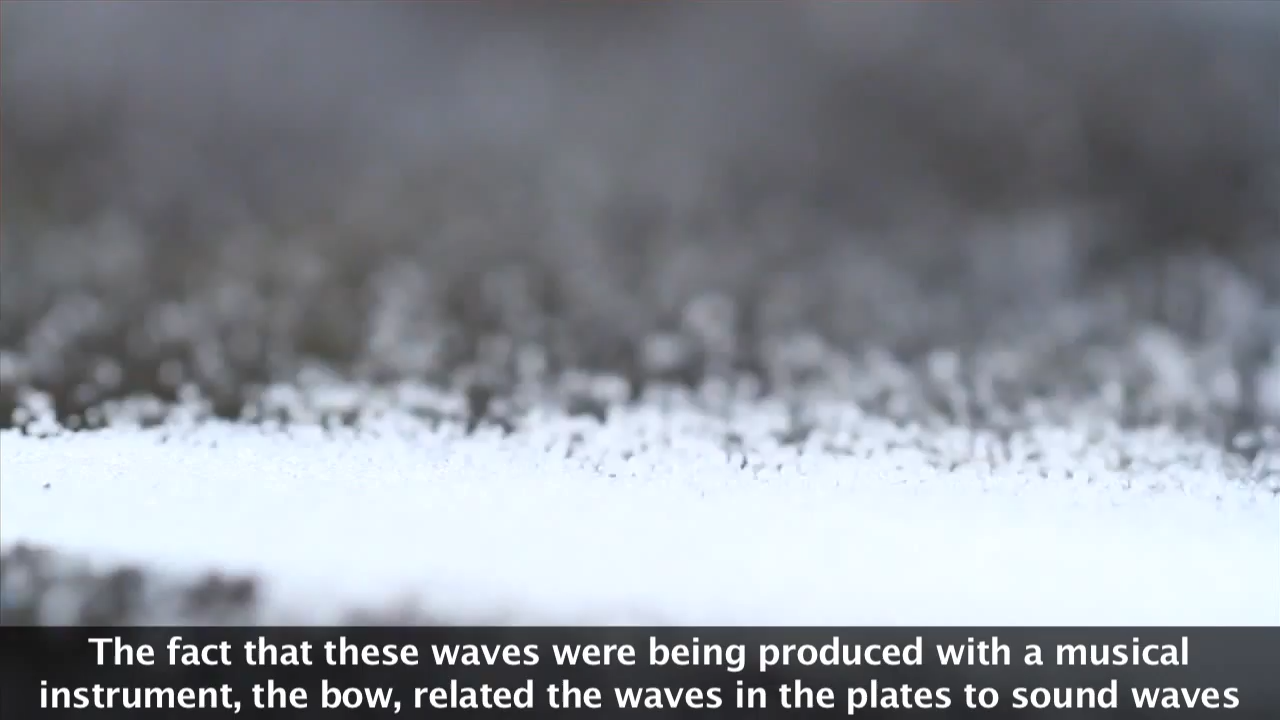 The fact that these waves were being produced with a musical
instrument, the bow, related the waves in the plates to sound waves